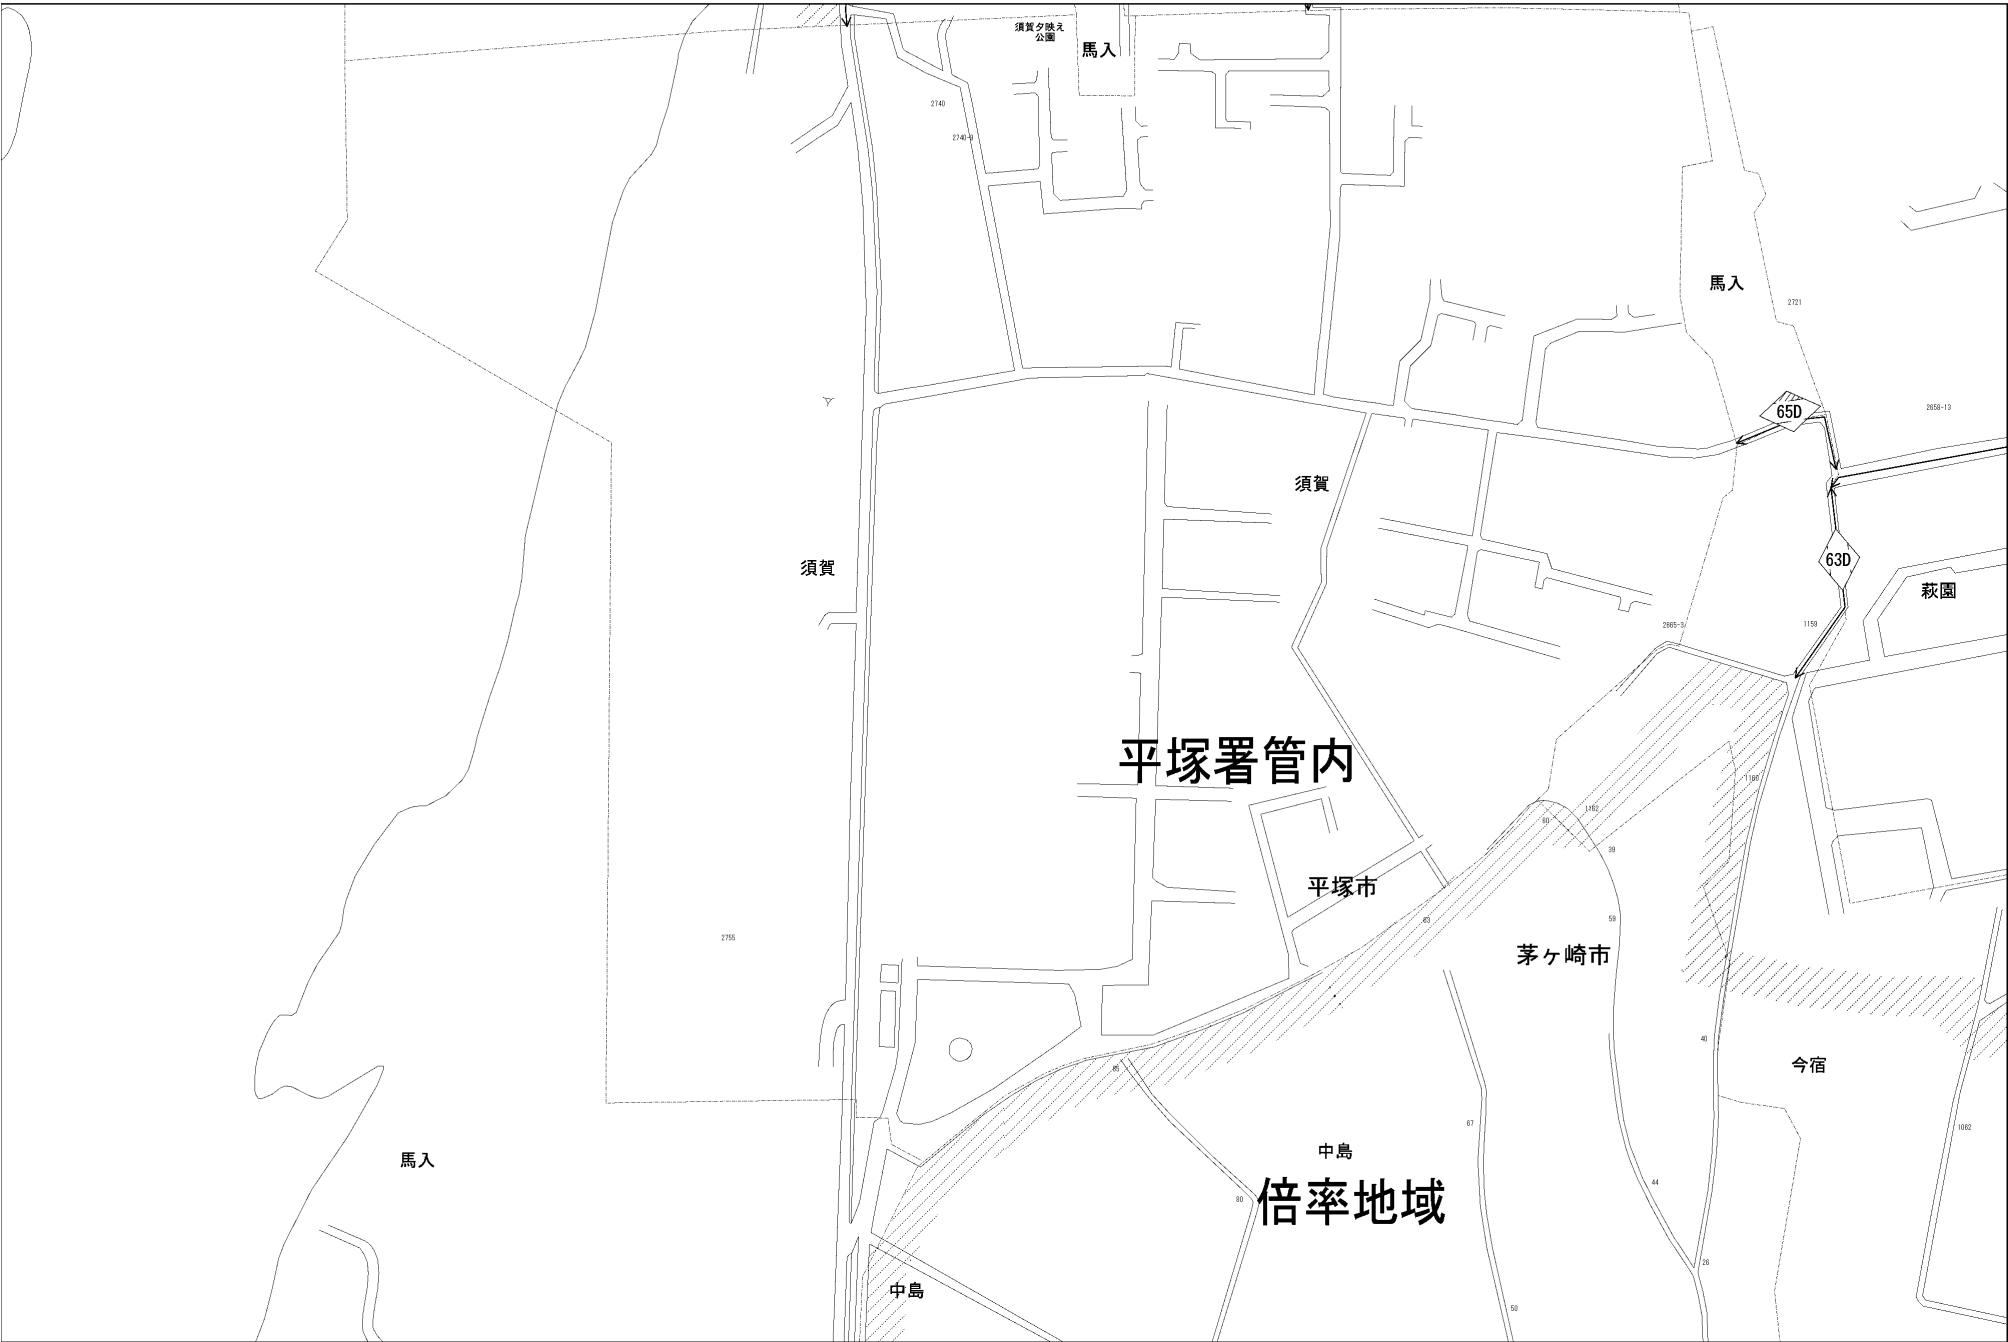 須賀夕映え
公園
馬入
2740
2740-9
馬入
2721
65D
2658-13
須賀
須賀
63D
萩園
2665-3
1159
平塚署管内
1160
1162
60
39
平塚市
63
59
2755
茅ヶ崎市
40
今宿
65
67
1062
中島
馬入
44
80
倍率地域
26
中島
50